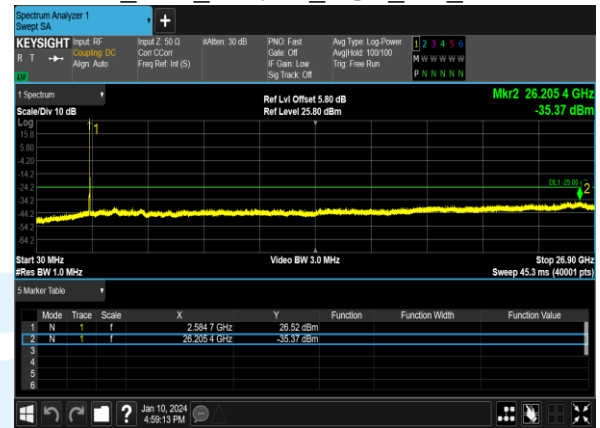 Spectrum Analyzer 1
Swept SA
+
KEYSIGHT
R T
Input: RF
Coupling: DC
Align: Auto
Input Z: 50 Ω
Corr CCorr
Freq Ref: Int (S)
#Atten: 30 dB
PNO: Fast
Gate: Off
IF Gain: Low
Sig Track: Off
Avg Type: Log-Power
Avg|Hold: 100/100
Trig: Free Run
1 2 3 4 5 6
M W W W W W
P N N N N N
1 Spectrum
Scale/Div 10 dB
Ref Lvl Offset 5.80 dB
Ref Level 25.80 dBm
Mkr2 26.205 4 GHz
-35.37 dBm
Log
15.8
5.80
-4.20
-14.2
-24.2
-34.2
-44.2
-54.2
-64.2
1
2
Start 30 MHz
#Res BW 1.0 MHz
Video BW 3.0 MHz
Stop 26.90 GHz
Sweep 45.3 ms (40001 pts)
5 Marker Table
Mode Trace Scale X Y Function Function Width Function Value
1 N 1 f 2.584 7 GHz 26.52 dBm
2 N 1 f 26.205 4 GHz -35.37 dBm
3
4
5
6
?
Jan 10, 2024
4:59:13 PM